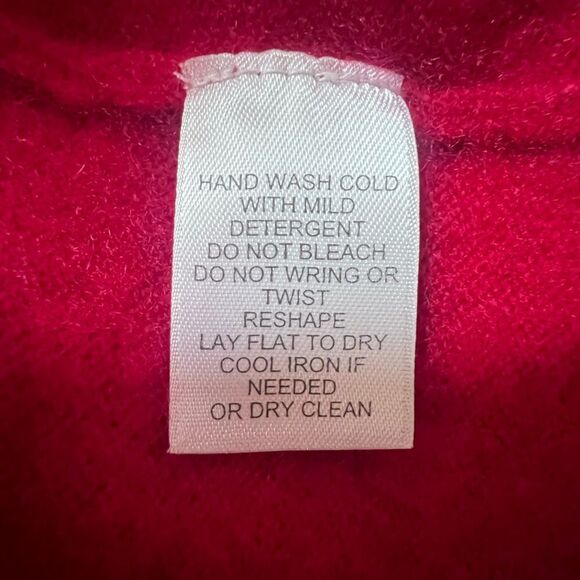 HAND WASH COLD
WITH MILD
DETERGENT
DO NOT BLEACH
DO NOT WRING OR
TWIST
RESHAPE
LAY FLAT TO DRY
COOL IRON IF
NEEDED
OR DRY CLEAN